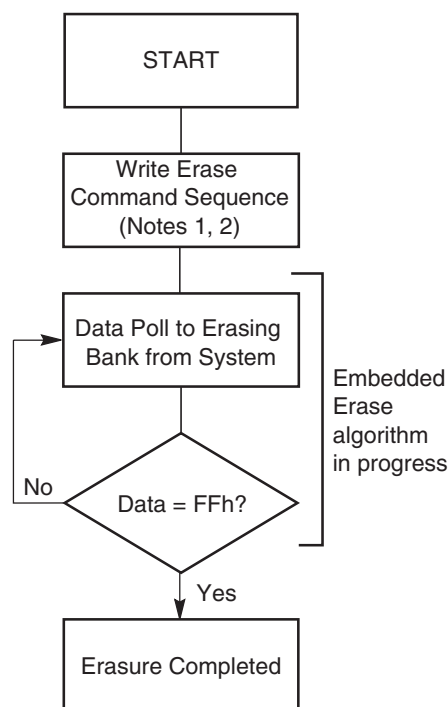 START
Write Erase
Command Sequence
(Notes 1, 2)
Data Poll to Erasing
Bank from System
Embedded
Erase
algorithm
in progress
No
Data = FFh?
Yes
Erasure Completed